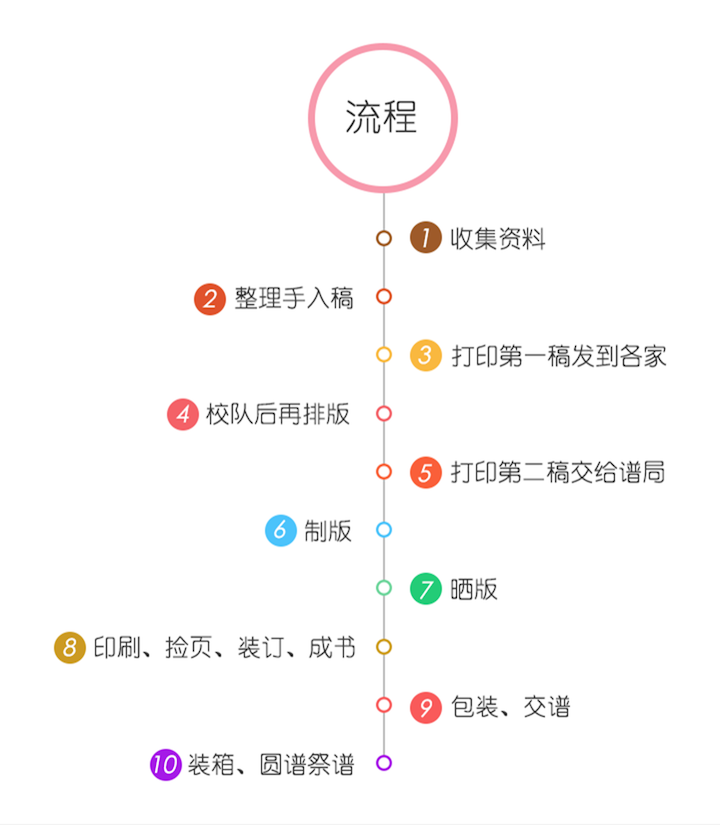 流程
1 收集资料
2 整理手入稿
3 打印第一稿发到各家
4 校队后再排版
5 打印第二稿交给谱局
6 制版
7 晒版
8 印刷、捡页、装订、成书
9 包装、交谱
10 装箱、圆谱祭谱